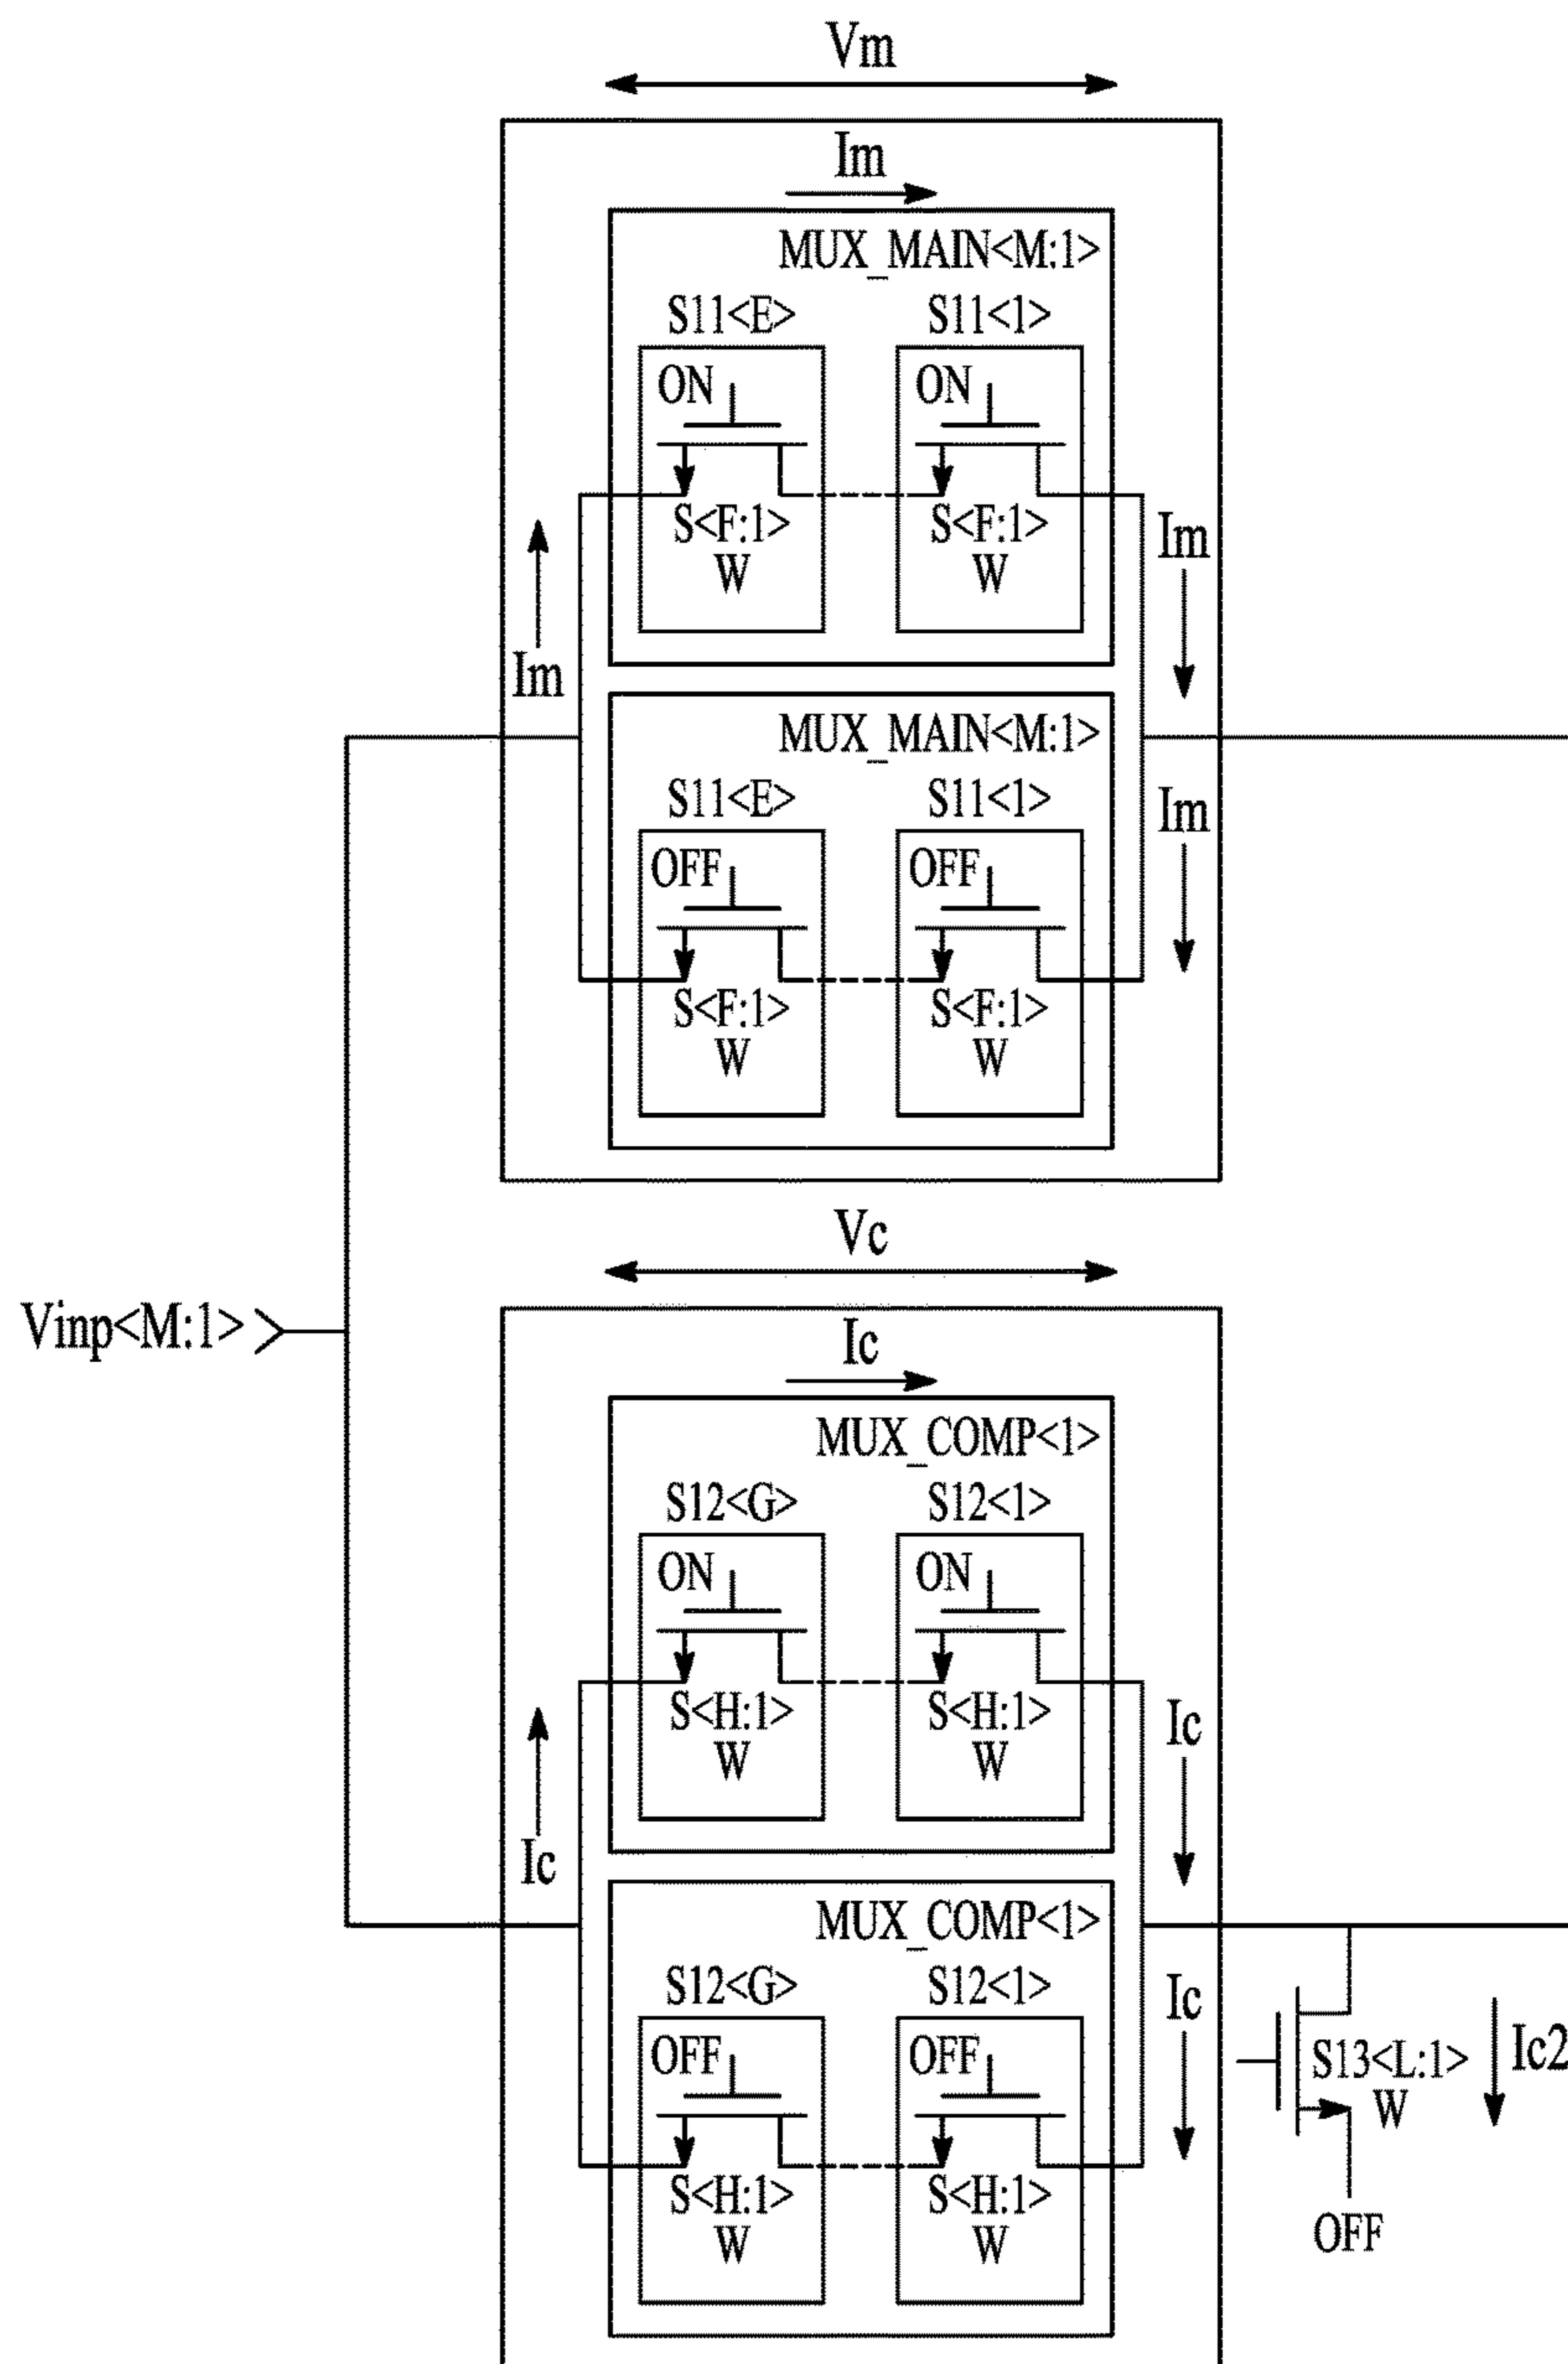 Vm
Im
MUX_MAIN<M:1>
S11<E> S11<1>
ON ON
S<F:1> S<F:1>
W W
Im
Im
MUX_MAIN<M:1>
S11<E> S11<1>
Im
OFF OFF
S<F:1> S<F:1>
W W
Vc
Vinp<M:1>
Ic
MUX_COMP<1>
S12<G> S12<1>
ON ON
S<H:1> S<H:1>
W W
Ic
Ic
MUX_COMP<1>
S12<G> S12<1>
Ic
OFF OFF
S13<L:1> Ic2
W
S<H:1> S<H:1>
W W
OFF